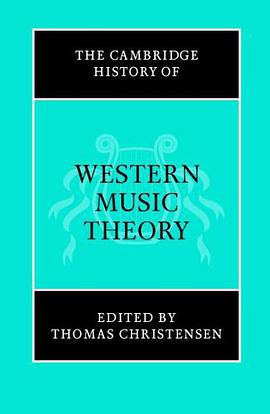 THE CAMBRIDGE
HISTORY OF
WESTERN
MUSIC
THEORY
EDITED BY
THOMAS CHRISTENSEN